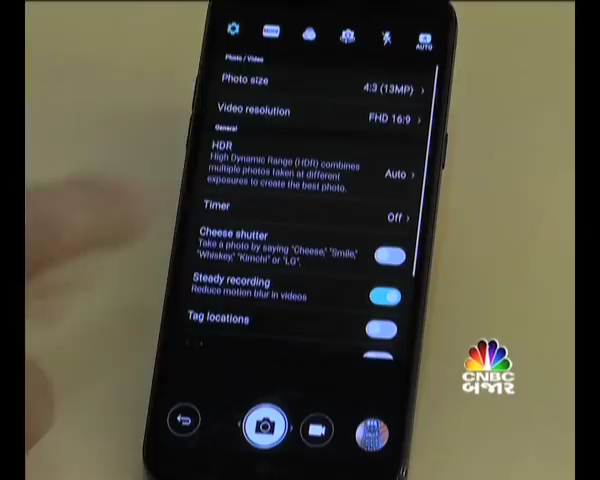 MODE
AUTO
Photo / Video
Photo size
4:3 (13MP)
Video resolution
FHD 16:9
General
HDR
High Dynamic Range (HDR) combines
multiple photos taken at different
exposures to create the best photo.
Auto
Timer
Off
Cheese shutter
Take a photo by saying "Cheese," "Smile,"
"Whiskey," "Kimchi" or "LG".
Steady recording
Reduce motion blur in videos
Tag locations
CNBC
બજાર